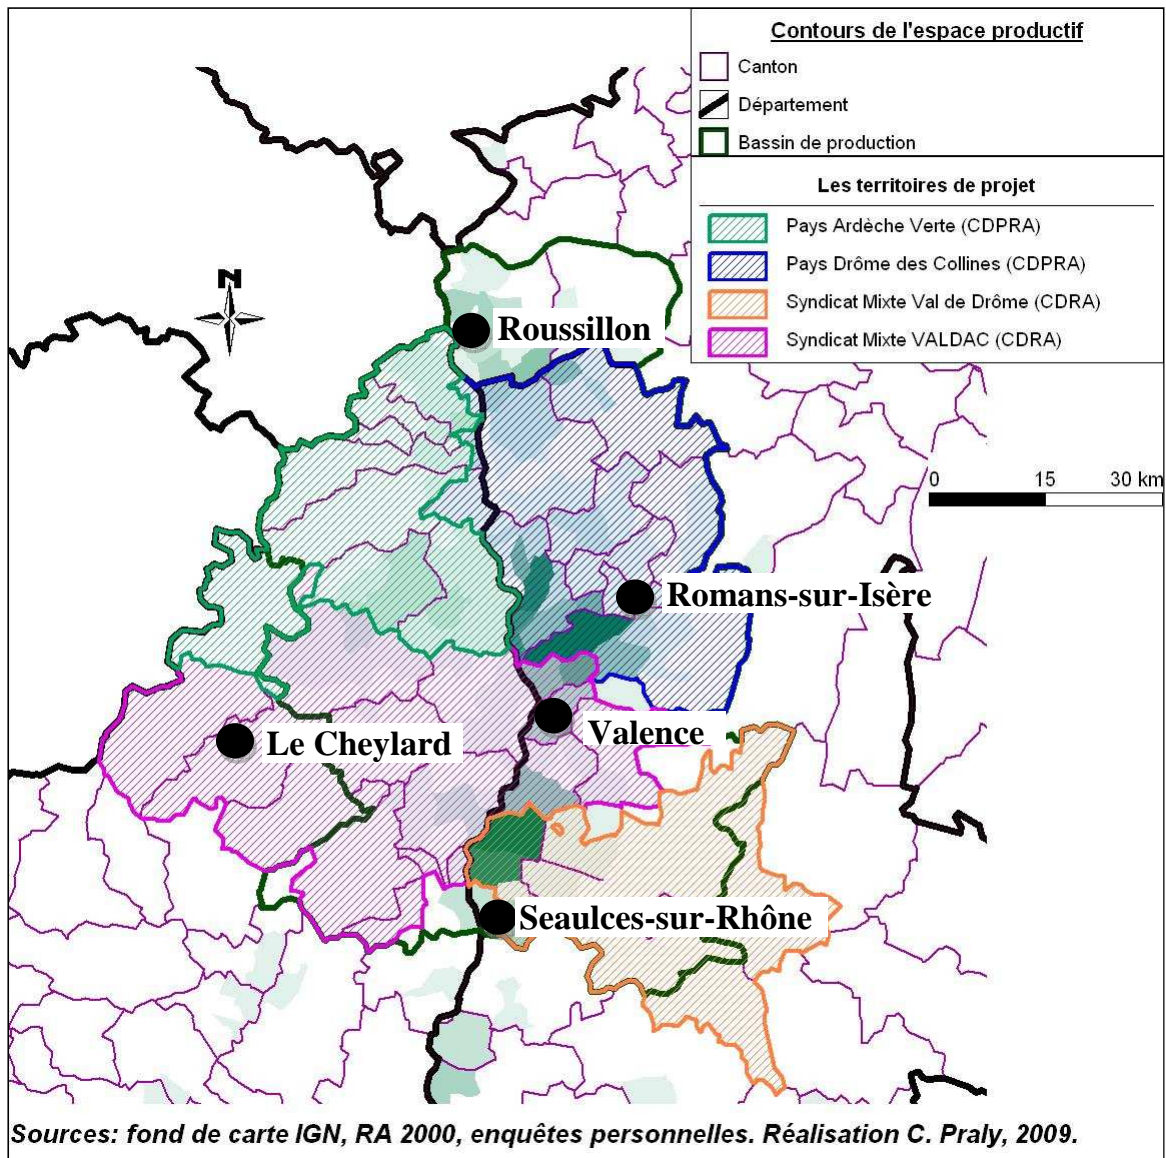 Contours de l'espace productif
Canton
Département
Bassin de production
Les territoires de projet
Pays Ardèche Verte (CDPRA)
Pays Drôme des Collines (CDPRA)
Syndicat Mixte Val de Drôme (CDRA)
Syndicat Mixte VALDAC (CDRA)
N
Roussillon
0 15 30 km
Romans-sur-Isère
Valence
Le Cheylard
Seaulces-sur-Rhône
Sources: fond de carte IGN, RA 2000, enquêtes personnelles. Réalisation C. Praly, 2009.